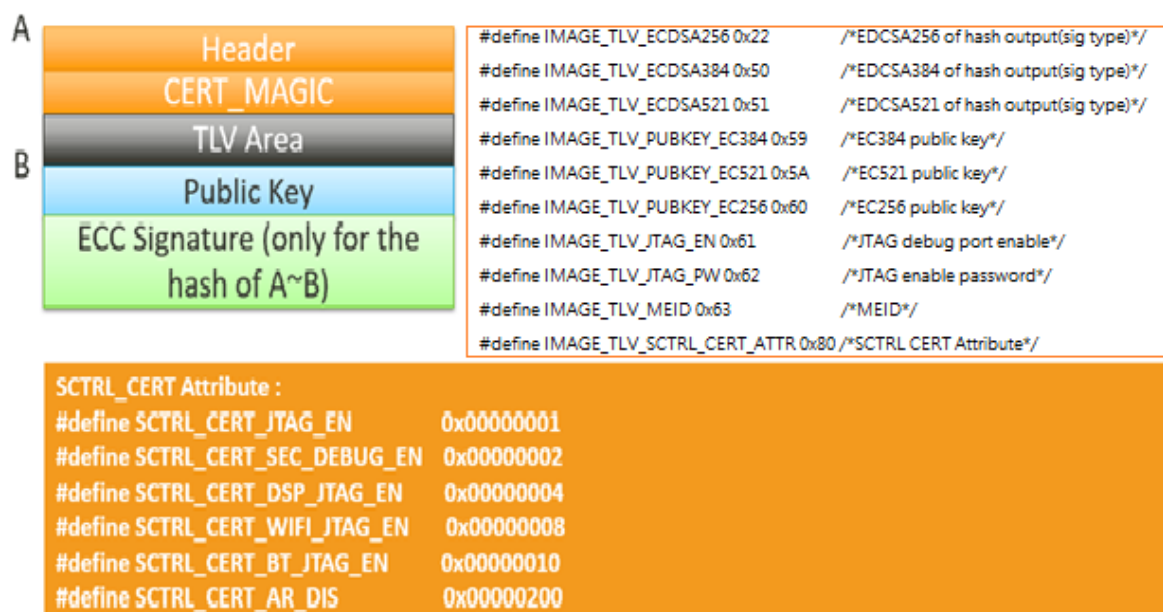 A
Header
CERT_MAGIC
TLV Area
B
Public Key
ECC Signature (only for the
hash of A~B)
#define IMAGE_TLV_ECDSA256 0x22 /*EDCSA256 of hash output(sig type)*/
#define IMAGE_TLV_ECDSA384 0x50 /*EDCSA384 of hash output(sig type)*/
#define IMAGE_TLV_ECDSA521 0x51 /*EDCSA521 of hash output(sig type)*/
#define IMAGE_TLV_PUBKEY_EC384 0x59 /*EC384 public key*/
#define IMAGE_TLV_PUBKEY_EC521 0x5A /*EC521 public key*/
#define IMAGE_TLV_PUBKEY_EC256 0x60 /*EC256 public key*/
#define IMAGE_TLV_JTAG_EN 0x61 /*JTAG debug port enable*/
#define IMAGE_TLV_JTAG_PW 0x62 /*JTAG enable password*/
#define IMAGE_TLV_MEID 0x63 /*MEID*/
#define IMAGE_TLV_SCTRL_CERT_ATTR 0x80 /*SCTRL CERT Attribute*/
SCTRL_CERT Attribute :
#define SCTRL_CERT_JTAG_EN 0x00000001
#define SCTRL_CERT_SEC_DEBUG_EN 0x00000002
#define SCTRL_CERT_DSP_JTAG_EN 0x00000004
#define SCTRL_CERT_WIFI_JTAG_EN 0x00000008
#define SCTRL_CERT_BT_JTAG_EN 0x00000010
#define SCTRL_CERT_AR_DIS 0x00000200